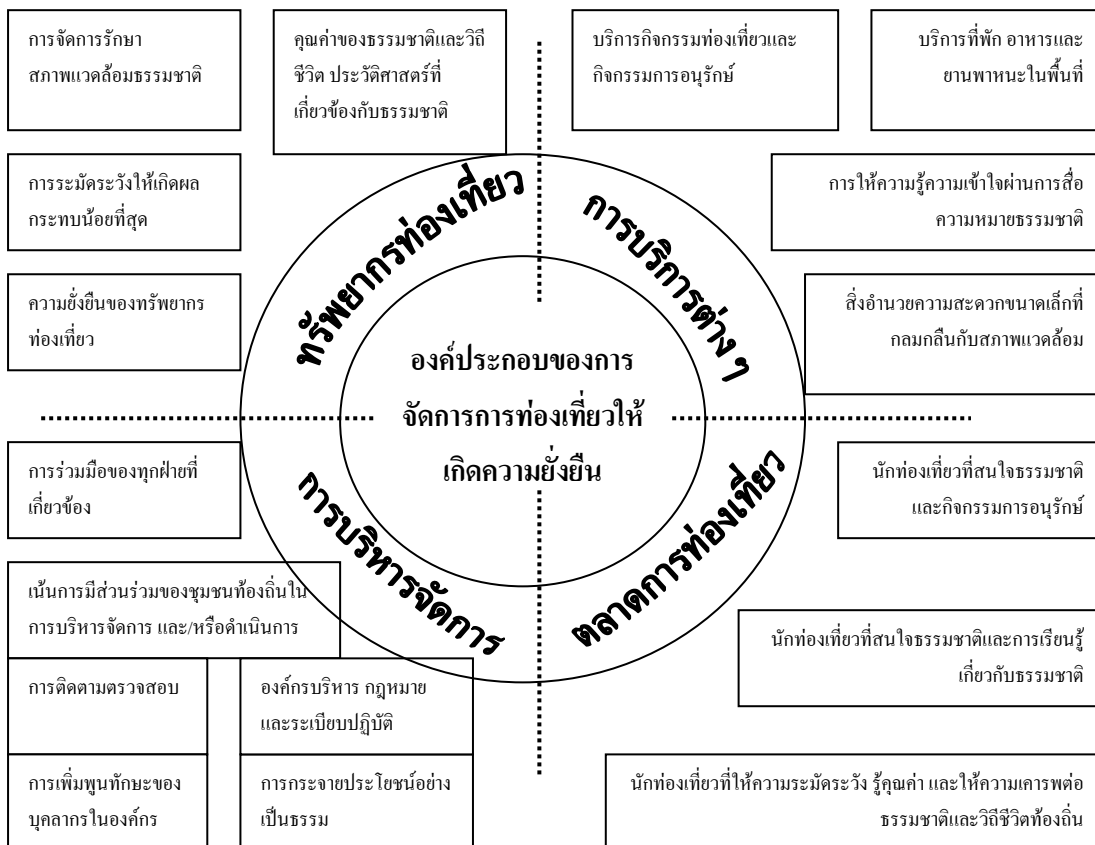 การจัดการรักษา
สภาพแวดล้อมธรรมชาติ
คุณค่าของธรรมชาติและวิถี
ชีวิต ประวัติศาสตร์ที่
เกี่ยวข้องกับธรรมชาติ
บริการกิจกรรมท่องเที่ยวและ
กิจกรรมการอนุรักษ์
บริการที่พัก อาหารและ
ยานพาหนะในพื้นที่
การระมัดระวังให้เกิดผล
กระทบน้อยที่สุด
การให้ความรู้ความเข้าใจผ่านการสื่อ
ความหมายธรรมชาติ
ความยั่งยืนของทรัพยากร
ท่องเที่ยว
สิ่งอำนวยความสะดวกขนาดเล็กที่
กลมกลืนกับสภาพแวดล้อม
ทรัพยากรท่องเที่ยว
การบริการต่างๆ
องค์ประกอบของการ
จัดการการท่องเที่ยวให้
เกิดความยั่งยืน
การบริหารจัดการ
ตลาดการท่องเที่ยว
การร่วมมือของทุกฝ่ายที่
เกี่ยวข้อง
นักท่องเที่ยวที่สนใจธรรมชาติ
และกิจกรรมการอนุรักษ์
เน้นการมีส่วนร่วมของชุมชนท้องถิ่นใน
การบริหารจัดการ และ/หรือดำเนินการ
นักท่องเที่ยวที่สนใจธรรมชาติและการเรียนรู้
เกี่ยวกับธรรมชาติ
การติดตามตรวจสอบ
องค์กรบริหาร กฎหมาย
และระเบียบปฏิบัติ
การเพิ่มพูนทักษะของ
บุคลากรในองค์กร
การกระจายประโยชน์อย่าง
เป็นธรรม
นักท่องเที่ยวที่ให้ความระมัดระวัง รู้คุณค่า และให้ความเคารพต่อ
ธรรมชาติและวิถีชีวิตท้องถิ่น